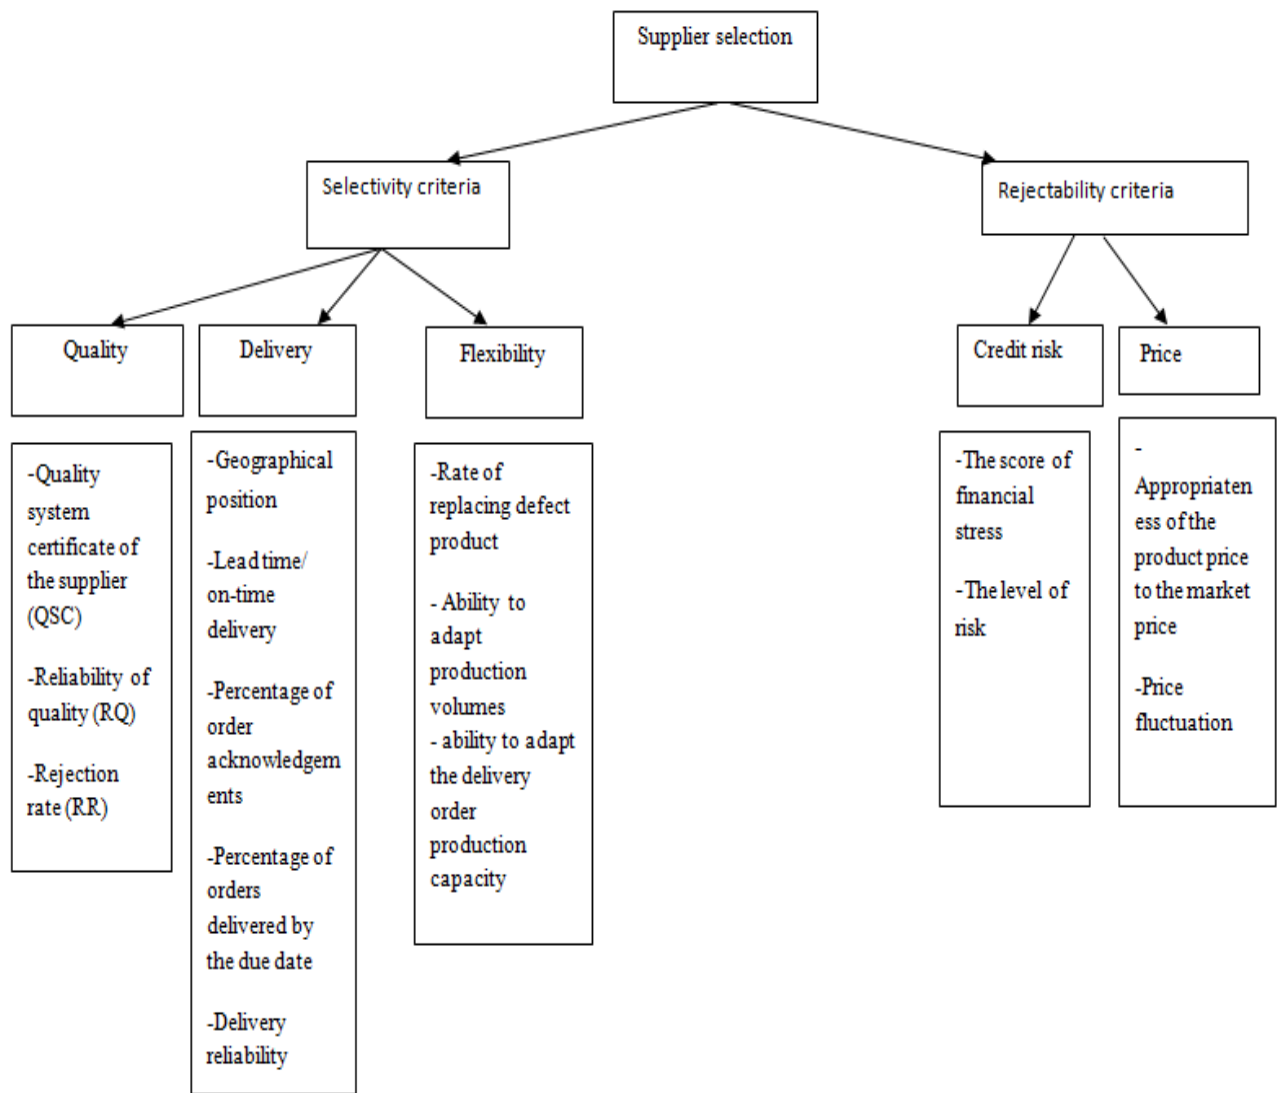 Supplier selection
Selectivity criteria
Rejectability criteria
Quality
Delivery
Flexibility
Credit risk
Price
-Quality
system
certificate of
the supplier
(QSC)
-Reliability of
quality (RQ)
-Rejection
rate (RR)
-Geographical
position
-Lead time/
on-time
delivery
-Percentage of
order
acknowledgem
ents
-Percentage of
orders
delivered by
the due date
-Delivery
reliability
-Rate of
replacing defect
product
- Ability to
adapt
production
volumes
- ability to adapt
the delivery
order
production
capacity
-The score of
financial
stress
-The level of
risk
-
Appropriaten
ess of the
product price
to the market
price
-Price
fluctuation